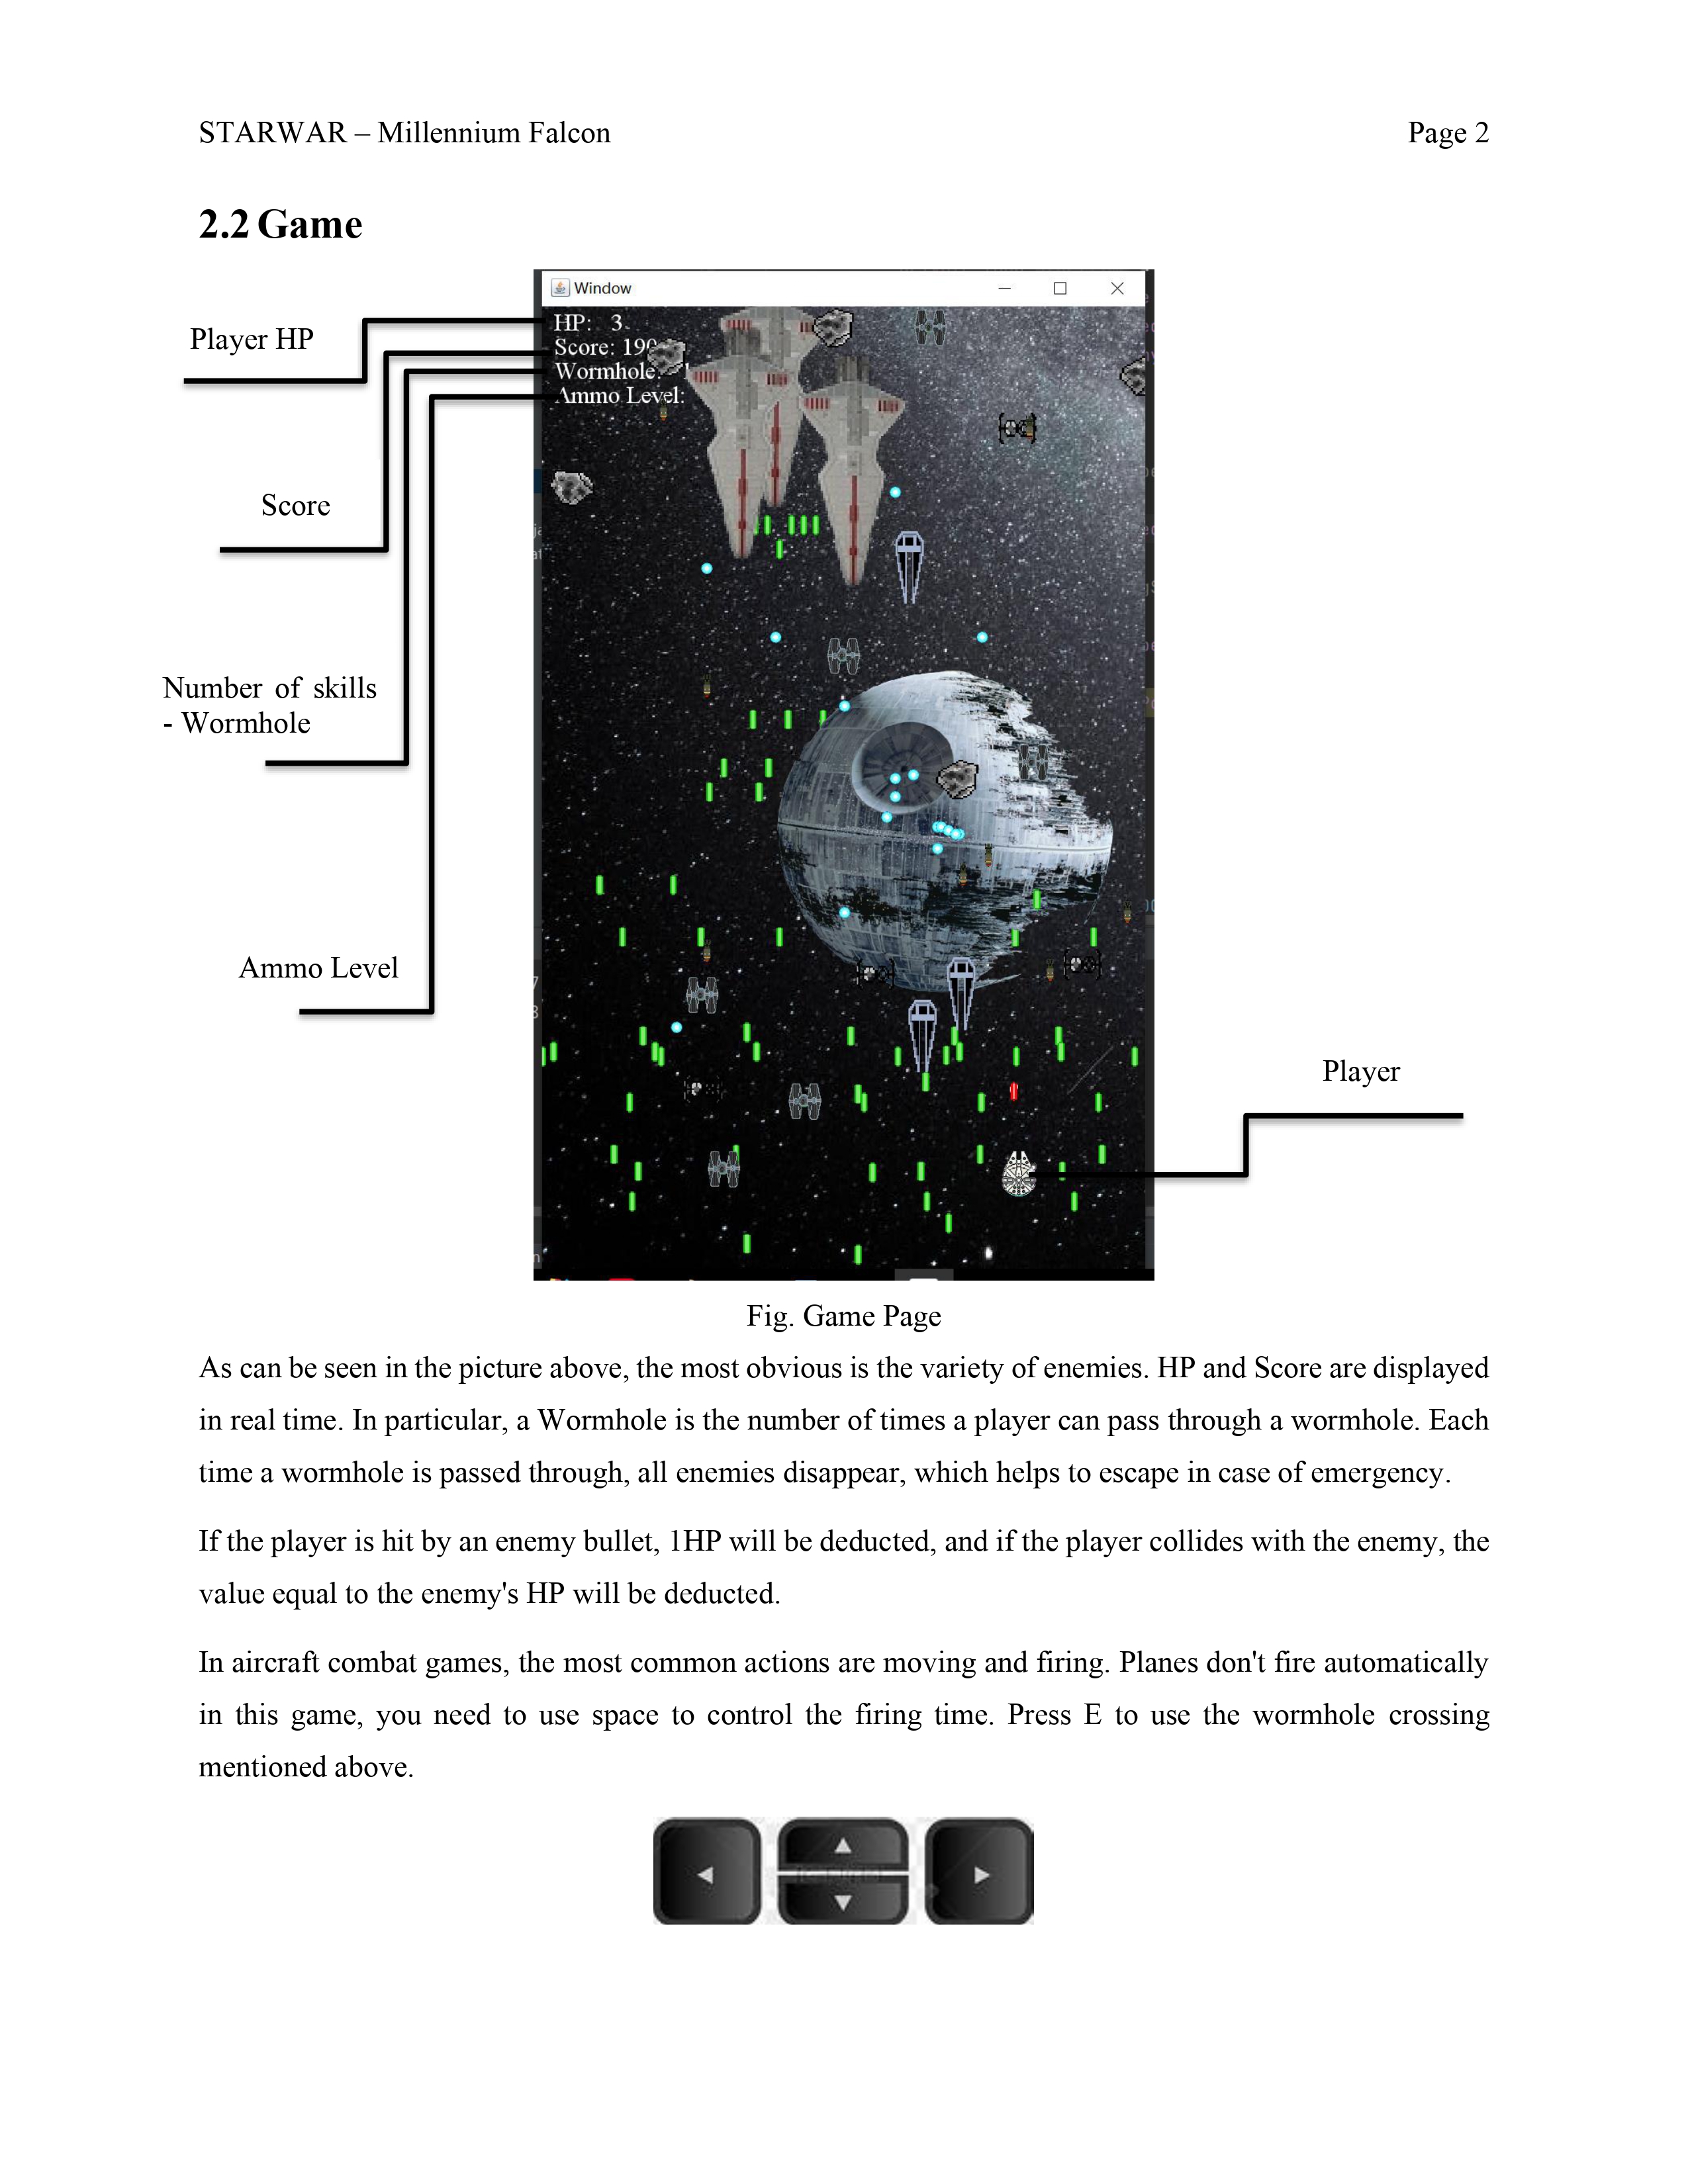 STARWAR – Millennium Falcon Page 2
2.2 Game
Window
HP: 3
Score: 190
Wormhole:
Ammo Level:
Player HP
Score
Number of skills
- Wormhole
Ammo Level
Player
Fig. Game Page
As can be seen in the picture above, the most obvious is the variety of enemies. HP and Score are displayed
in real time. In particular, a Wormhole is the number of times a player can pass through a wormhole. Each
time a wormhole is passed through, all enemies disappear, which helps to escape in case of emergency.
If the player is hit by an enemy bullet, 1HP will be deducted, and if the player collides with the enemy, the
value equal to the enemy's HP will be deducted.
In aircraft combat games, the most common actions are moving and firing. Planes don't fire automatically
in this game, you need to use space to control the firing time. Press E to use the wormhole crossing
mentioned above.